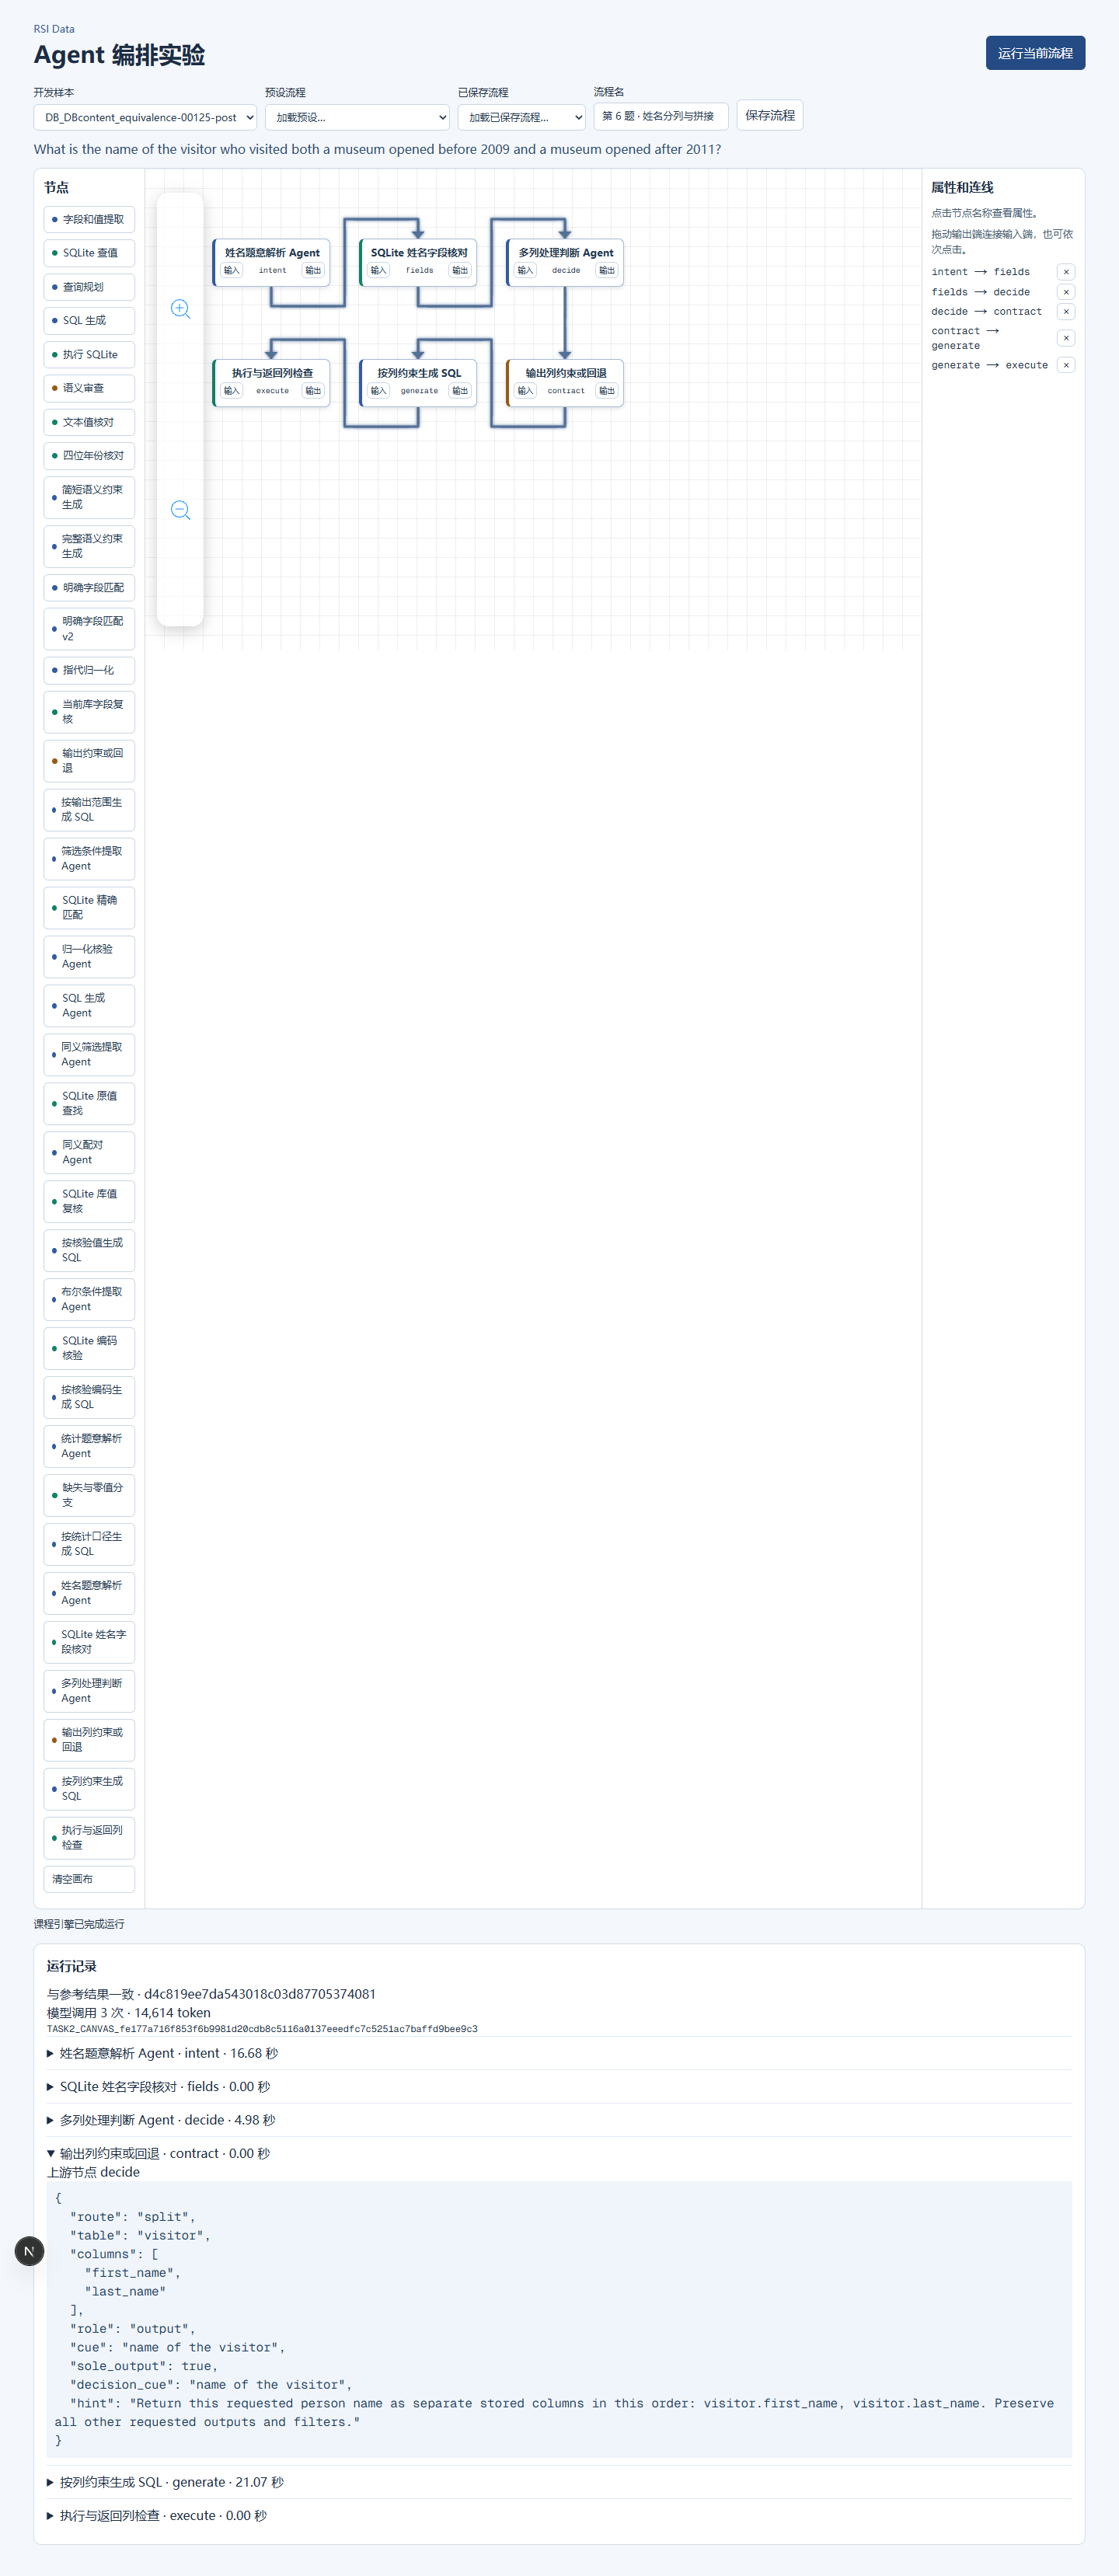 RSI Data
Agent 编排实验
运行当前流程
开发样本
预设流程
已保存流程
流程名
DB_DBcontent_equivalence-00125-post
加载预设...
加载已保存流程...
第 6 题 · 姓名分列与拼接
保存流程
What is the name of the visitor who visited both a museum opened before 2009 and a museum opened after 2011?
节点
字段和值提取
SQLite 查值
查询规划
SQL 生成
执行 SQLite
语义审查
文本值核对
四位年份核对
简短语义约束
生成
完整语义约束
生成
明确字段匹配
明确字段匹配
v2
指代归一化
当前库字段复
核
输出约束或回
退
按输出范围生
成 SQL
筛选条件提取
Agent
SQLite 精确
匹配
归一化核验
Agent
SQL 生成
Agent
同义筛选提取
Agent
SQLite 原值
查找
同义配对
Agent
SQLite 库值
复核
按核验值生成
SQL
布尔条件提取
Agent
SQLite 编码
核验
按核验编码生
成 SQL
统计题意解析
Agent
缺失与零值分
支
按统计口径生
成 SQL
姓名题意解析
Agent
SQLite 姓名字
段核对
多列处理判断
Agent
输出列约束或
回退
按列约束生成
SQL
执行与返回列
检查
清空画布
姓名题意解析 Agent
输入 intent 输出
SQLite 姓名字段核对
输入 fields 输出
多列处理判断 Agent
输入 decide 输出
执行与返回列检查
输入 execute 输出
按列约束生成 SQL
输入 generate 输出
输出列约束或回退
输入 contract 输出
属性和连线
点击节点名称查看属性。
拖动输出端连接输入端，也可依
次点击。
intent → fields ×
fields → decide ×
decide → contract ×
contract →
generate ×
generate → execute ×
课程引擎已完成运行
运行记录
与参考结果一致 · d4c819ee7da543018c03d87705374081
模型调用 3 次 · 14,614 token
TASK2_CANVAS_fe177a716f853f6b9981d20cdb8c5116a0137eeedfc7c5251ac7baffd9bee9c3
姓名题意解析 Agent · intent · 16.68 秒
SQLite 姓名字段核对 · fields · 0.00 秒
多列处理判断 Agent · decide · 4.98 秒
输出列约束或回退 · contract · 0.00 秒
上游节点 decide
{
"route": "split",
"table": "visitor",
"columns": [
"first_name",
"last_name"
],
"role": "output",
"cue": "name of the visitor",
"sole_output": true,
"decision_cue": "name of the visitor",
"hint": "Return this requested person name as separate stored columns in this order: visitor.first_name, visitor.last_name. Preserve
all other requested outputs and filters."
}
按列约束生成 SQL · generate · 21.07 秒
执行与返回列检查 · execute · 0.00 秒
N